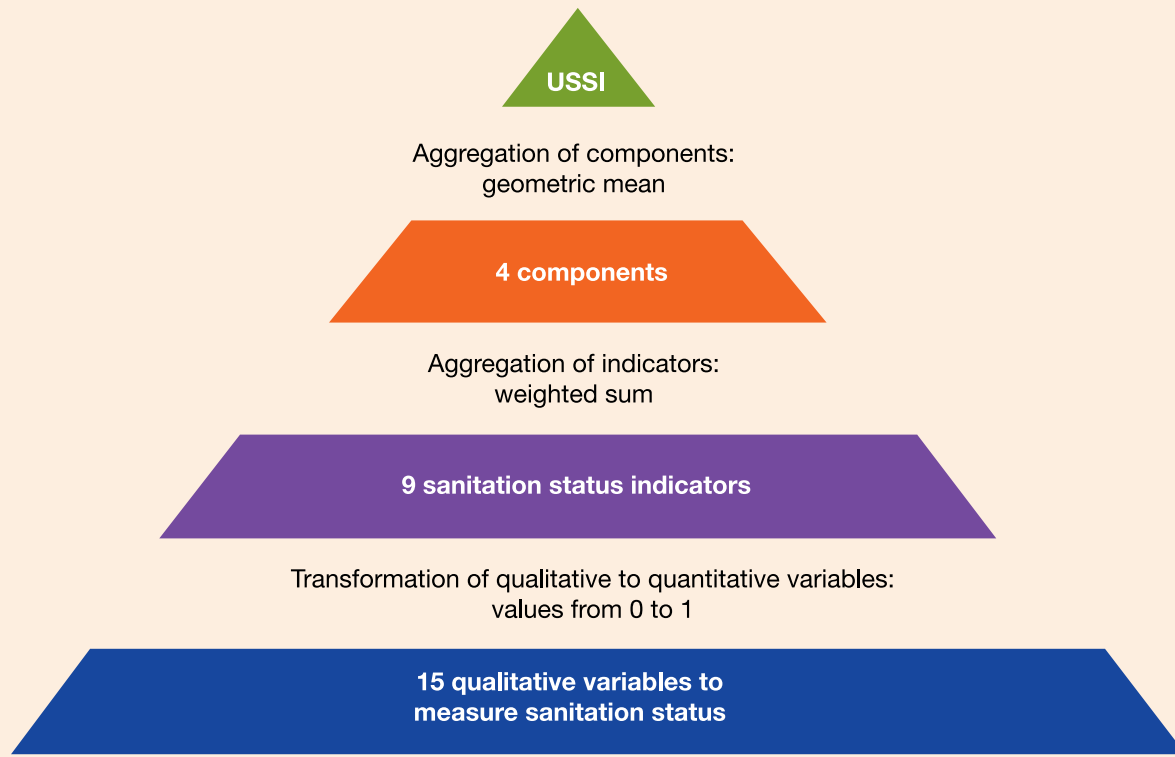 USSI
Aggregation of components:
geometric mean
4 components
Aggregation of indicators:
weighted sum
9 sanitation status indicators
Transformation of qualitative to quantitative variables:
values from 0 to 1
15 qualitative variables to
measure sanitation status